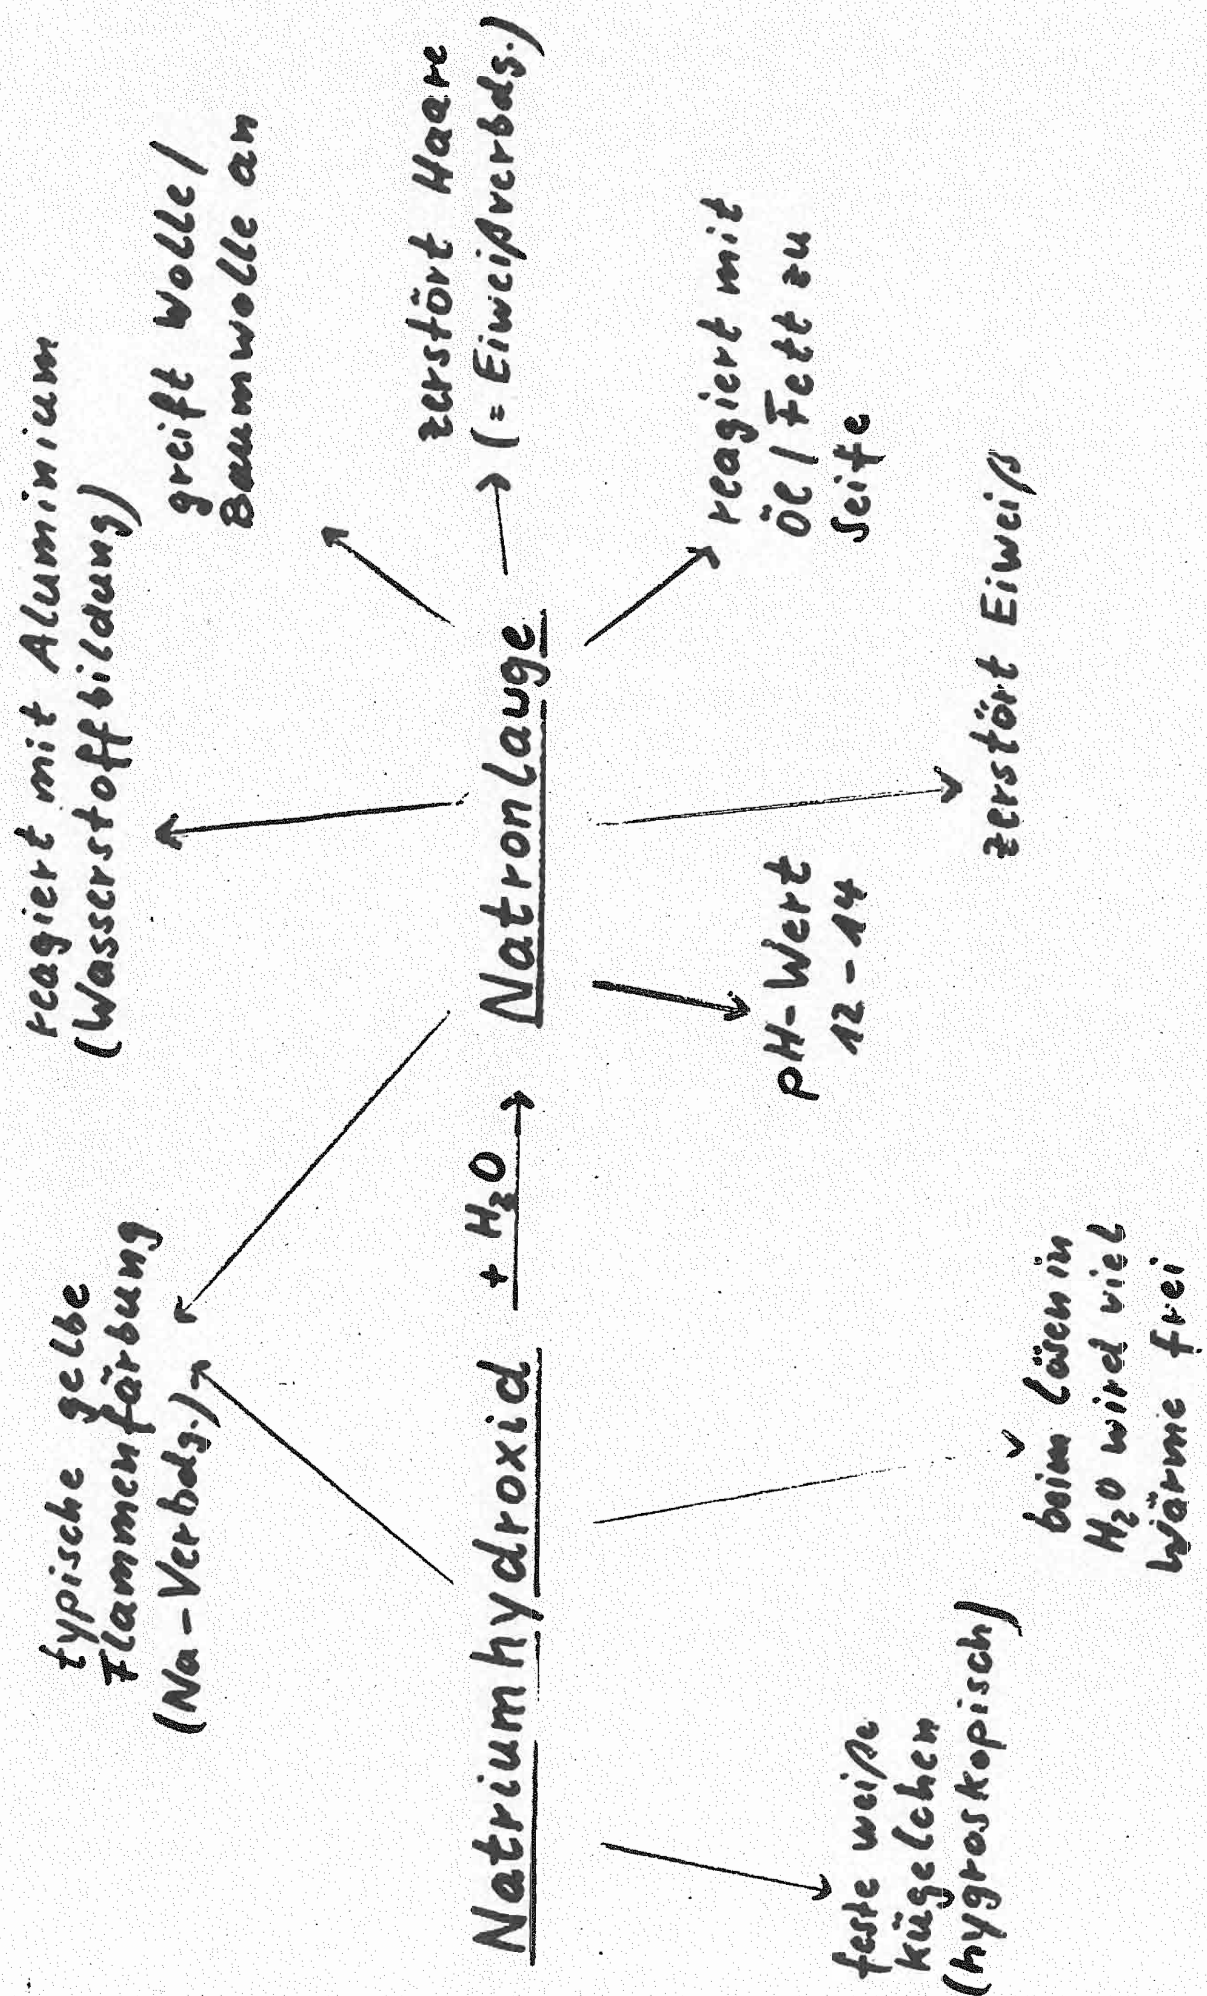 typische gelbe
Flammenfärbung
(Na-Verbdg.)
reagiert mit Aluminium
(Wasserstoffbildung)
greift Wolle/
Baumwolle an
Natriumhydroxid
+ H₂O
Natronlauge
zerstört Haare
(= Eiweißverbdg.)
feste weiße
kügelchen
(hygroskopisch)
beim lösen in
H₂O wird viel
Wärme frei
pH-Wert
12-14
zerstört Eiweiß
reagiert mit
Öl / Fett zu
Seife